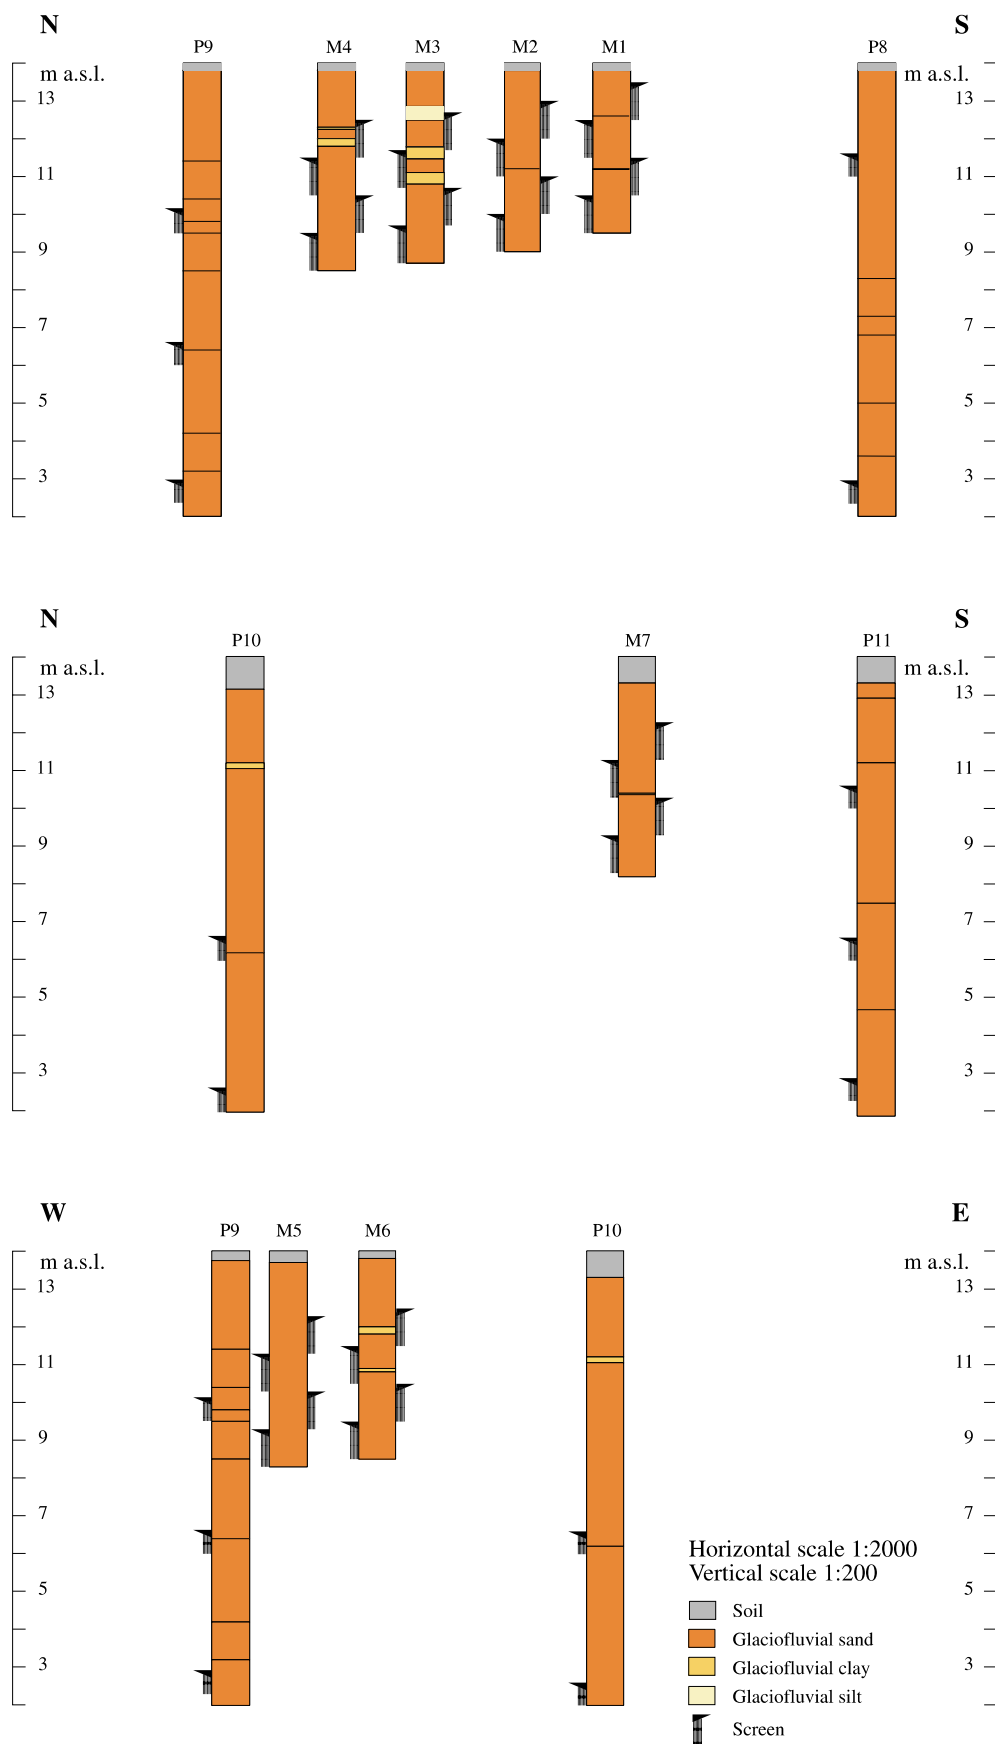 N
S
P9 M4 M3 M2 M1 P8
m a.s.l. m a.s.l.
13 13
11 11
9 9
7 7
5 5
3 3
N
S
P10 M7 P11
m a.s.l. m a.s.l.
13 13
11 11
9 9
7 7
5 5
3 3
W
E
P9 M5 M6 P10
m a.s.l. m a.s.l.
13 13
11 11
9 9
7 7
5 5
3 3
Horizontal scale 1:2000
Vertical scale 1:200
Soil
Glaciofluvial sand
Glaciofluvial clay
Glaciofluvial silt
Screen